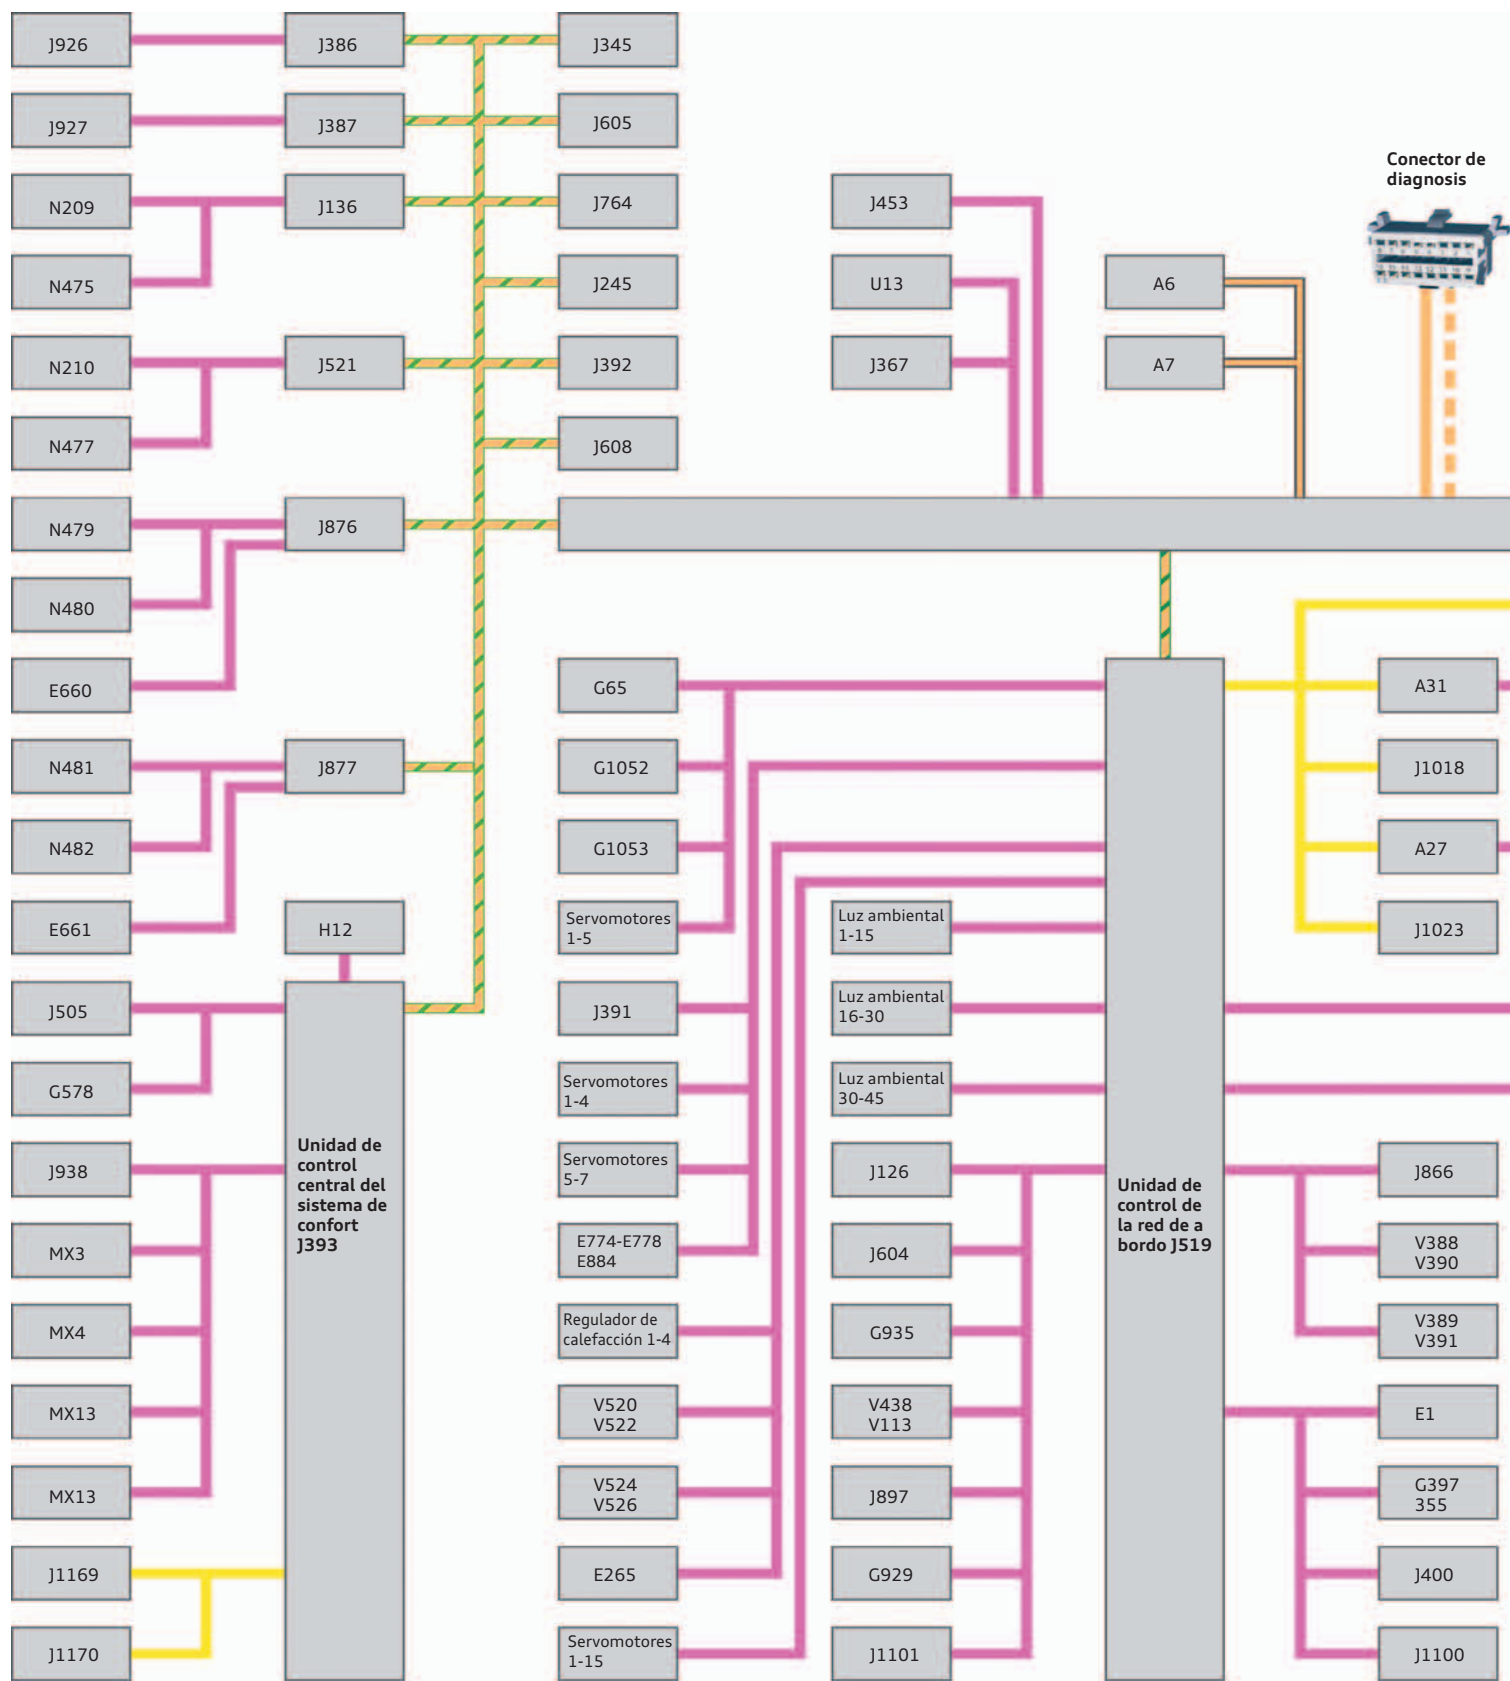 J926
J386
J345
J927
J387
J605
Conector de
diagnosis
N209
J136
J764
J453
N475
J245
U13
A6
N210
J521
J392
J367
A7
N477
J608
N479
J876
N480
E660
G65
A31
N481
J877
G1052
J1018
N482
G1053
A27
E661
H12
Servomotores
1-5
Luz ambiental
1-15
J1023
J505
J391
Luz ambiental
16-30
G578
Servomotores
1-4
Luz ambiental
30-45
Unidad de
control
central del
sistema de
confort
J393
J938
Servomotores
5-7
J126
Unidad de
control de
la red de a
bordo J519
J866
MX3
E774-E778
E884
J604
V388
V390
MX4
Regulador de
calefacción 1-4
G935
V389
V391
MX13
V520
V522
V438
V113
E1
MX13
V524
V526
J897
G397
355
J1169
E265
G929
J400
J1170
Servomotores
1-15
J1101
J1100